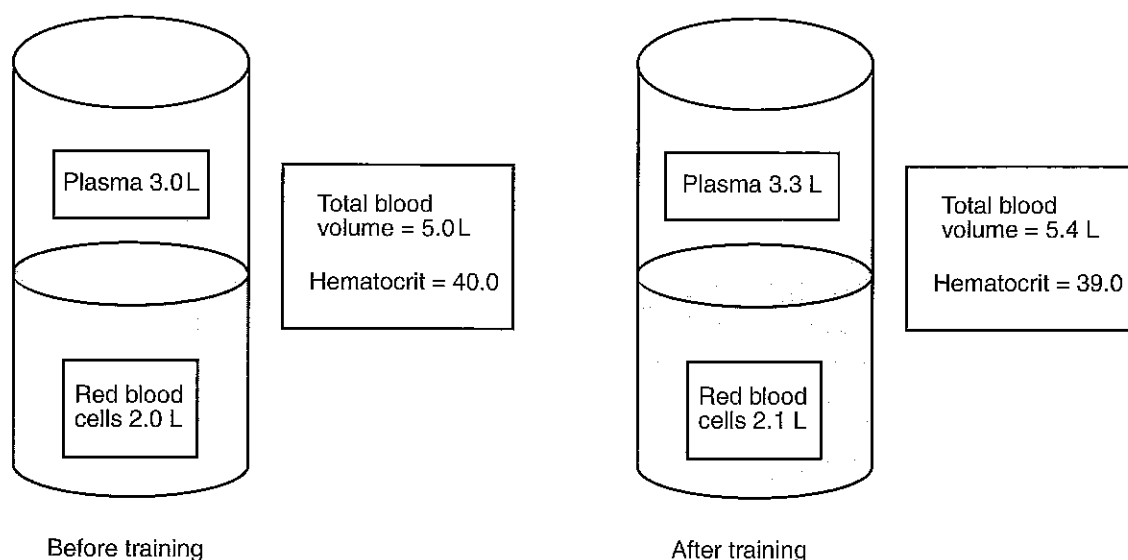 Plasma 3.0 L
Total blood
volume = 5.0 L
Hematocrit = 40.0
Red blood
cells 2.0 L
Before training
Plasma 3.3 L
Total blood
volume = 5.4 L
Hematocrit = 39.0
Red blood
cells 2.1 L
After training